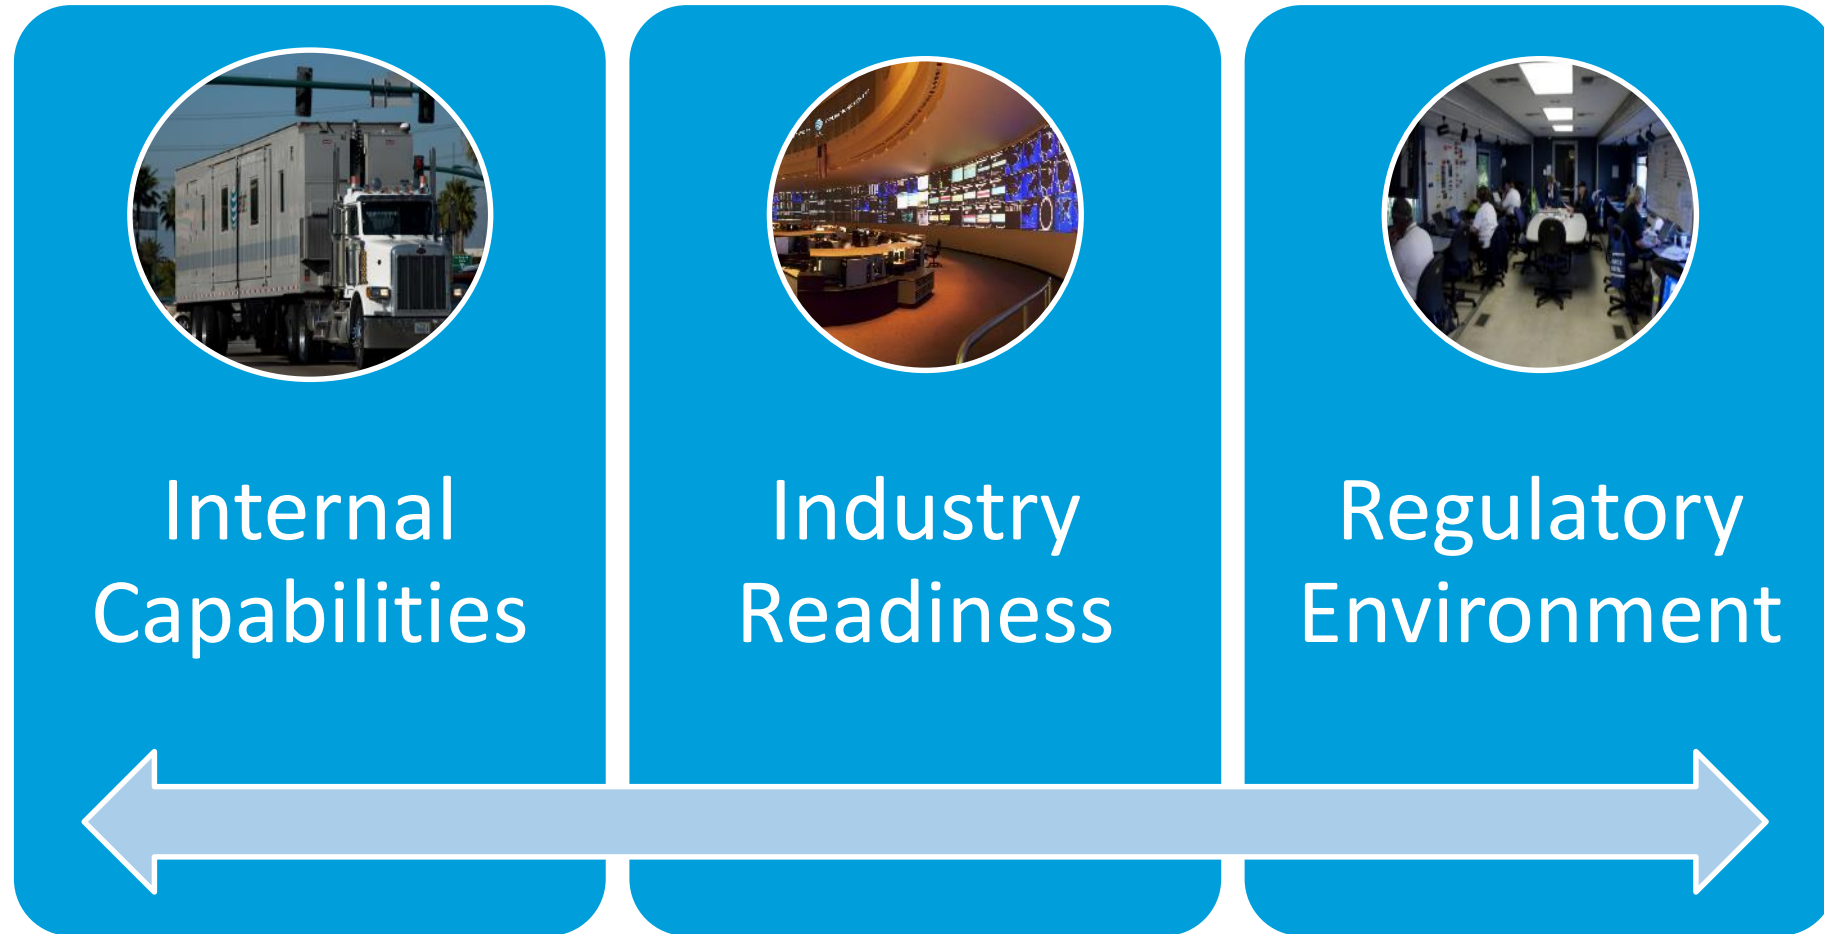 Internal
Capabilities
Industry
Readiness
Regulatory
Environment